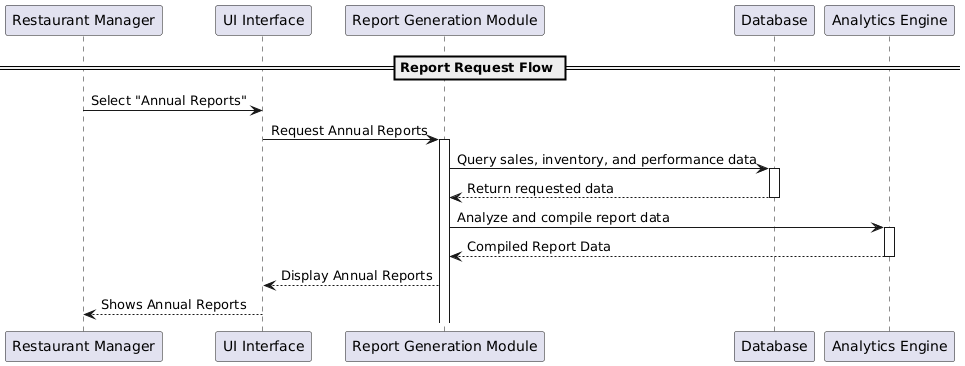 Restaurant Manager
UI Interface
Report Generation Module
Database
Analytics Engine
Report Request Flow
Select "Annual Reports"
Request Annual Reports
Query sales, inventory, and performance data
Return requested data
Analyze and compile report data
Compiled Report Data
Display Annual Reports
Shows Annual Reports
Restaurant Manager
UI Interface
Report Generation Module
Database
Analytics Engine